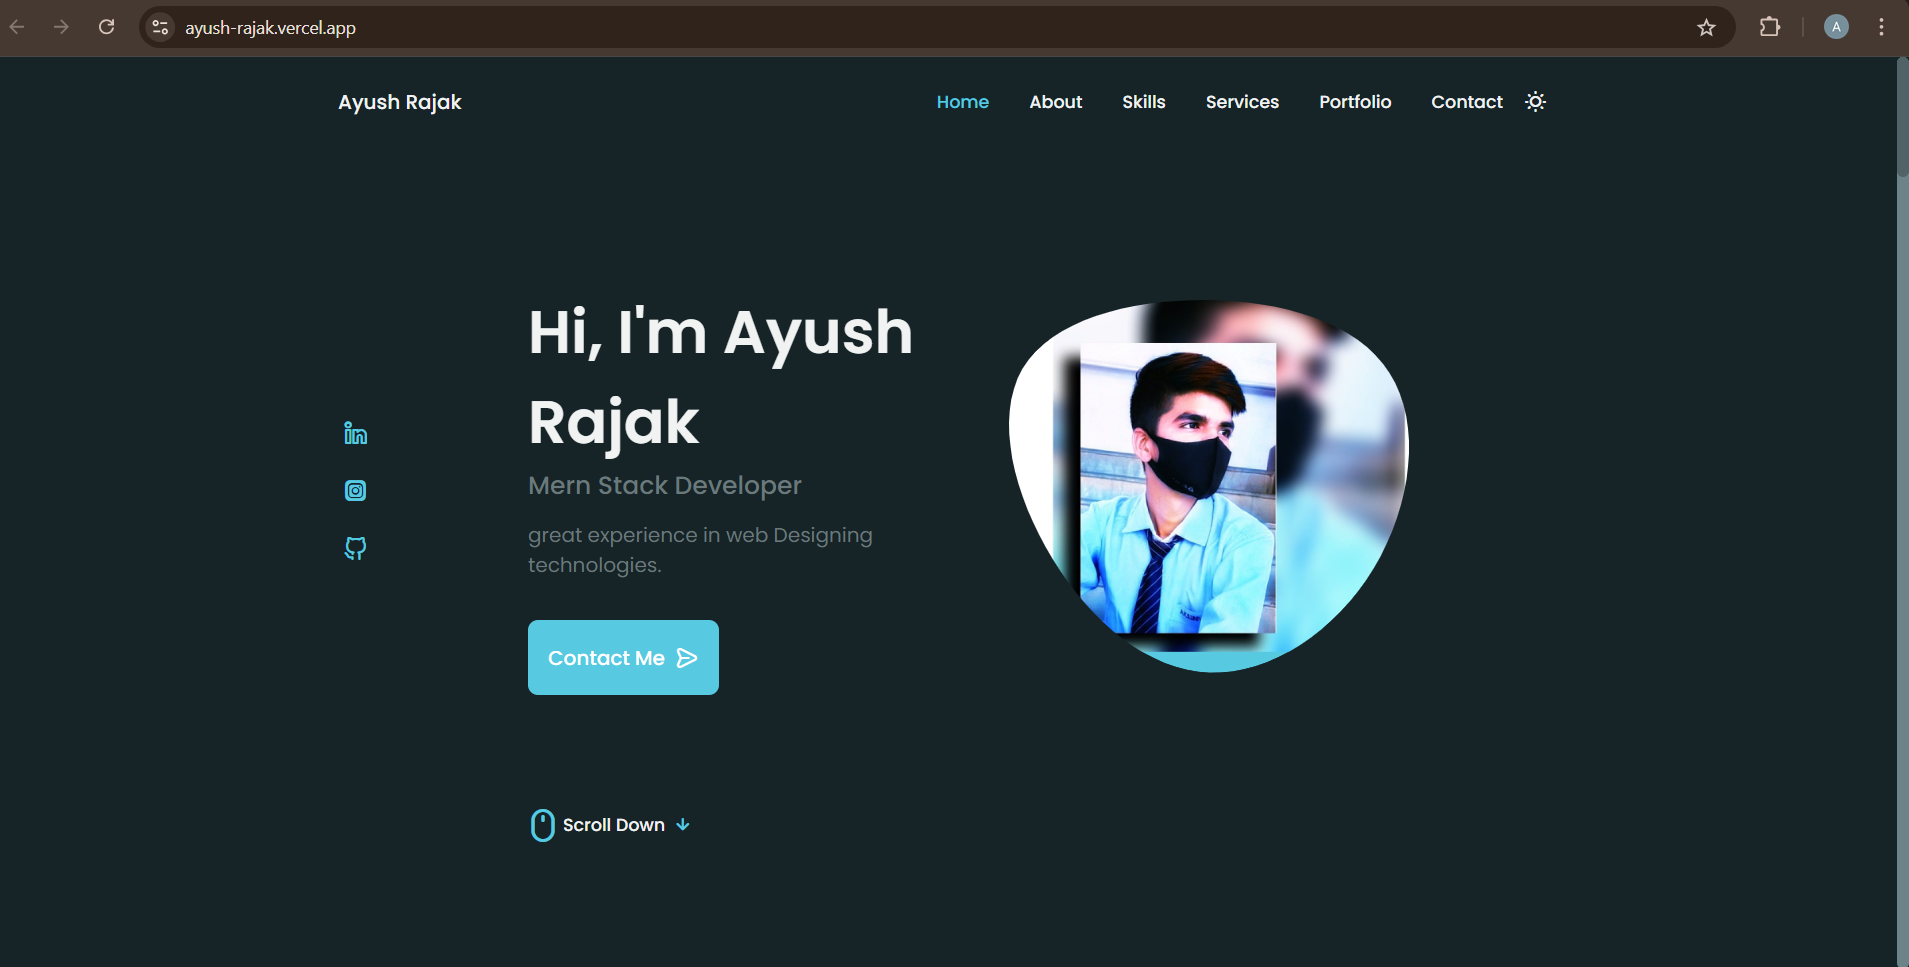 ayush-rajak.vercel.app
A
Ayush Rajak
Home About Skills Services Portfolio Contact
Hi, I'm Ayush
Rajak
Mern Stack Developer
great experience in web Designing
technologies.
Contact Me
Scroll Down